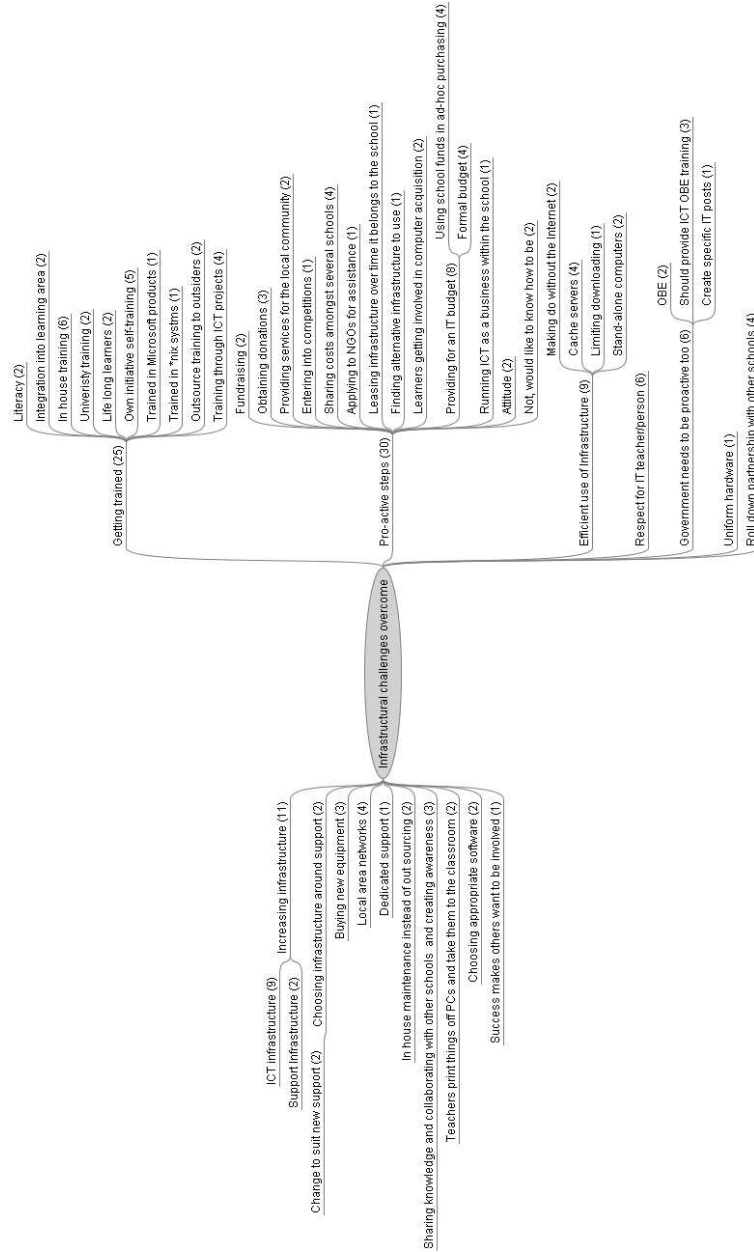 Infrastructural challenges overcome
Getting trained (25)
Literacy (2)
Integration into learning area (2)
In house training (6)
Univeristy training (2)
Life long learners (2)
Own initiative self-training (5)
Trained in Microsoft products (1)
Trained in *nix systms (1)
Outsource training to outsiders (2)
Training through ICT projects (4)
Pro-active steps (30)
Fundraising (2)
Obtaining donations (3)
Providing services for the local community (2)
Entering into competitions (1)
Sharing costs amongst several schools (4)
Applying to NGOs for assistance (1)
Leasing infrastructure over time it belongs to the school (1)
Finding alternative infrastructure to use (1)
Learners getting involved in computer acquisition (2)
Providing for an IT budget (8)
Using school funds in ad-hoc purchasing (4)
Formal budget (4)
Running ICT as a business within the school (1)
Attitude (2)
Not, would like to know how to be (2)
Efficient use of Infrastructure (9)
Making do without the Internet (2)
Cache servers (4)
Limiting downloading (1)
Stand-alone computers (2)
Respect for IT teacher/person (6)
Government needs to be proactive too (6)
OBE (2)
Should provide ICT OBE training (3)
Create specific IT posts (1)
Uniform hardware (1)
Roll down partnership with other schools (4)
Increasing infrastructure (11)
ICT infrastructure (9)
Support Infrastructure (2)
Choosing infrastructure around support (2)
Change to suit new support (2)
Buying new equipment (3)
Local area networks (4)
Dedicated support (1)
In house maintenance instead of out sourcing (2)
Sharing knowledge and collaborating with other schools and creating awareness (3)
Teachers print things off PCs and take them to the classroom (2)
Choosing appropriate software (2)
Success makes others want to be involved (1)